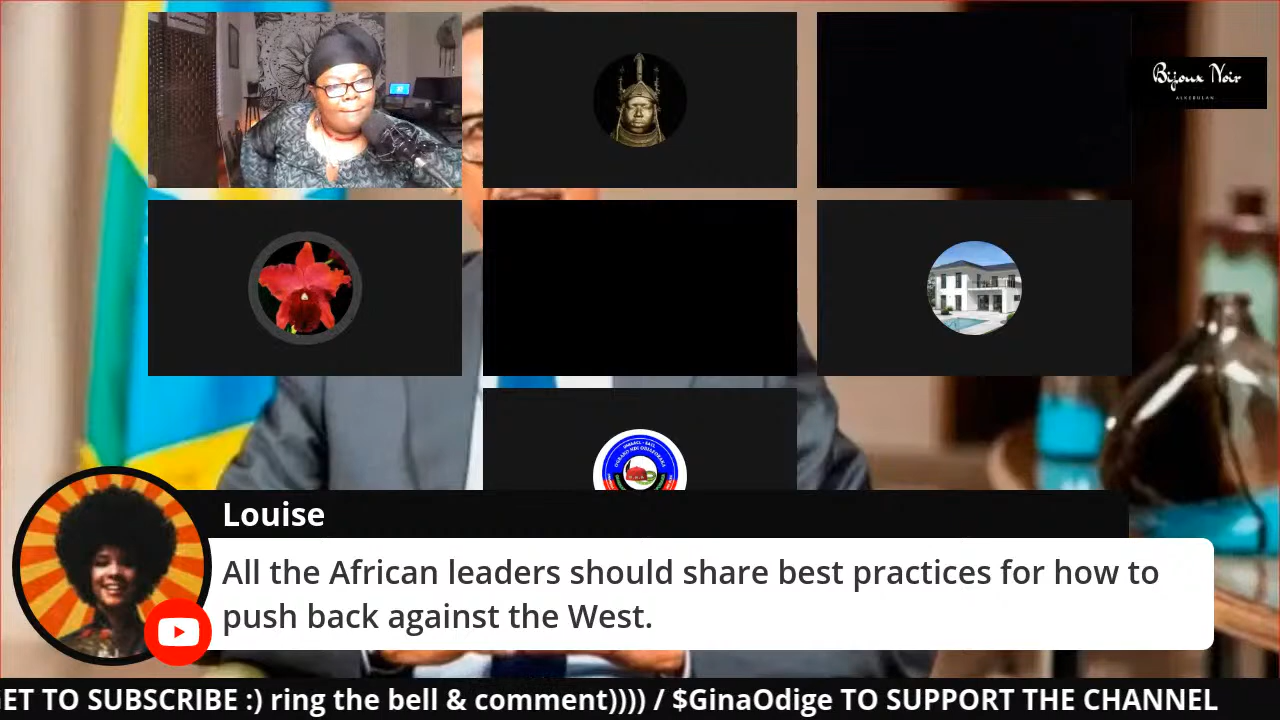 Bijoux Noir
ALKEBULAN
Louise
All the African leaders should share best practices for how to
push back against the West.
ET TO SUBSCRIBE :) ring the bell & comment)))) / $GinaOdige TO SUPPORT THE CHANNEL